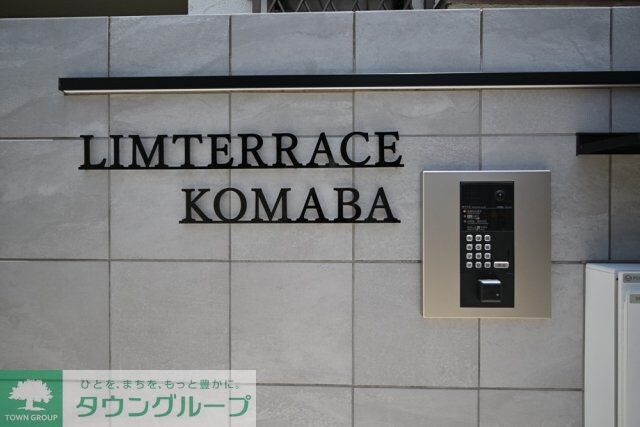 LIMTERRACE
KOMABA
ひとを、まちを、もっと豊かに。
TOWN GROUP
タウングループ